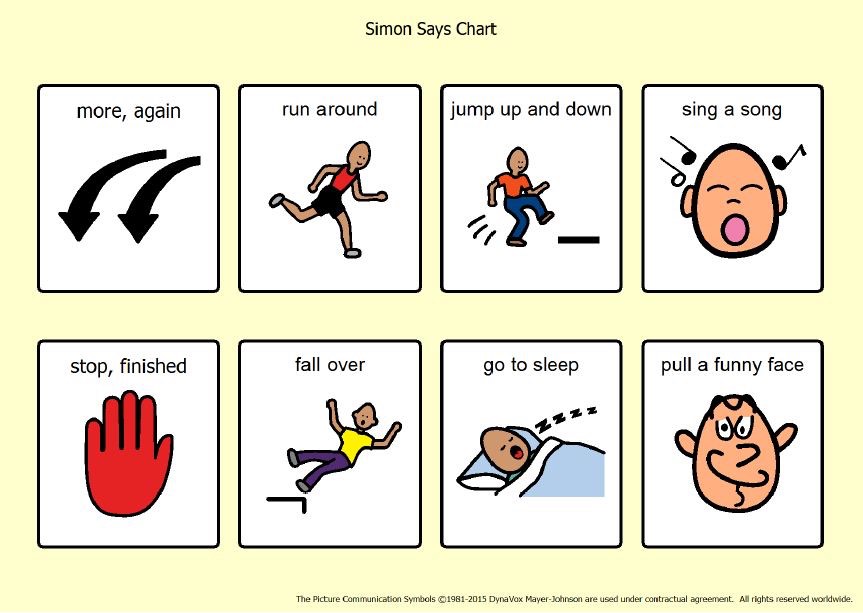 Simon Says Chart
more, again
run around
jump up and down
sing a song
stop, finished
fall over
go to sleep
zzzz
pull a funny face
The Picture Communication Symbols ©1981-2015 DynaVox Mayer-Johnson are used under contractual agreement.  All rights reserved worldwide.